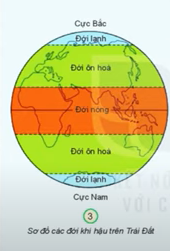 Cực Bắc
Đới lạnh
Đới ôn hoà
Đới nóng
Đới ôn hoà
Đới lạnh
Cực Nam
3
Sơ đồ các đới khí hậu trên Trái Đất